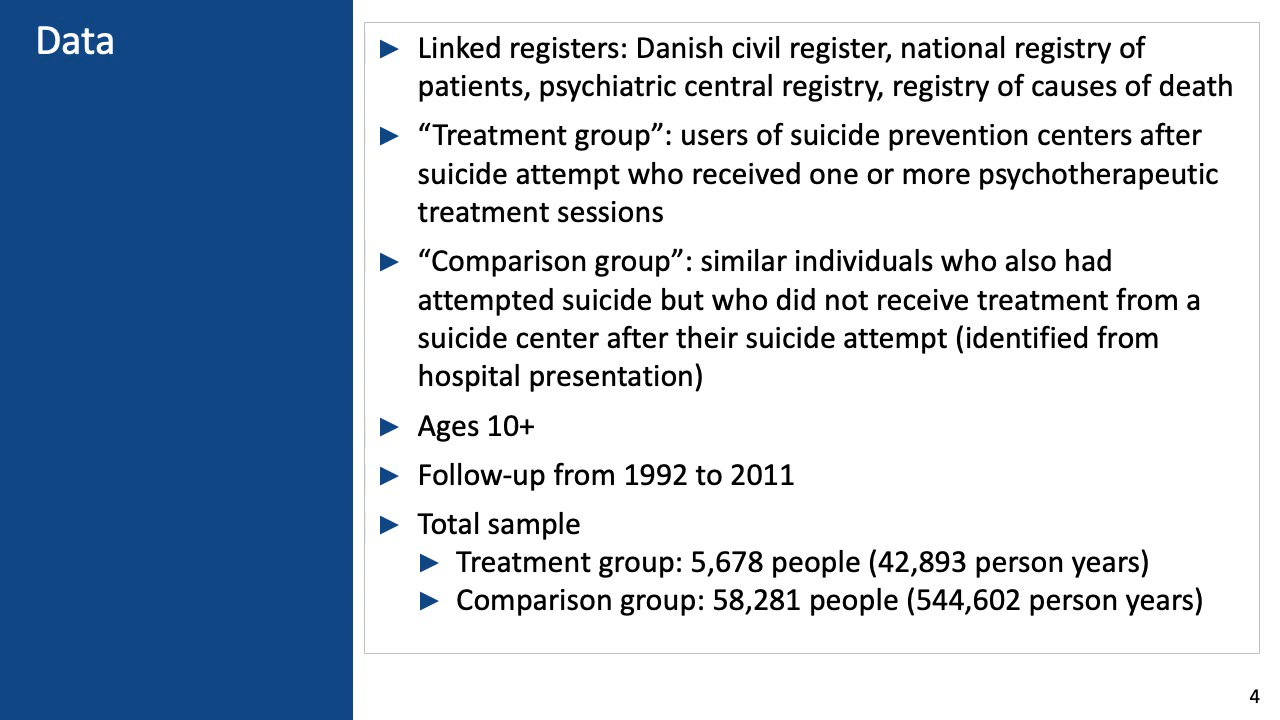 Data
► Linked registers: Danish civil register, national registry of
patients, psychiatric central registry, registry of causes of death
► “Treatment group”: users of suicide prevention centers after
suicide attempt who received one or more psychotherapeutic
treatment sessions
► “Comparison group”: similar individuals who also had
attempted suicide but who did not receive treatment from a
suicide center after their suicide attempt (identified from
hospital presentation)
► Ages 10+
► Follow-up from 1992 to 2011
► Total sample
► Treatment group: 5,678 people (42,893 person years)
► Comparison group: 58,281 people (544,602 person years)
4